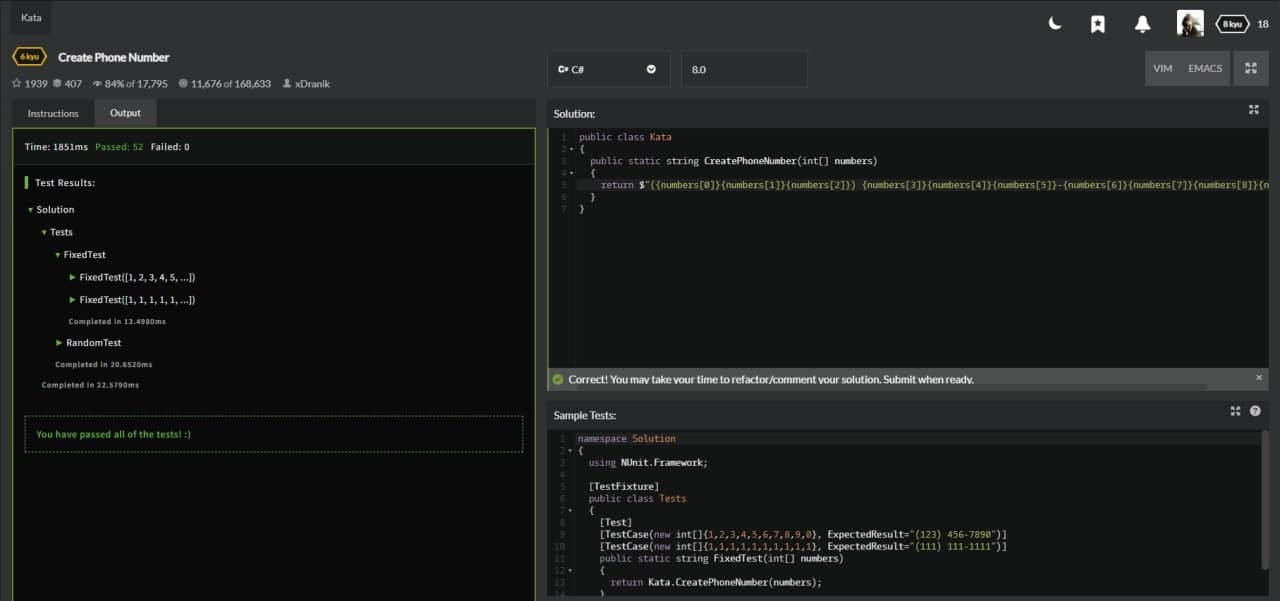 Kata
8 kyu 18
6 kyu Create Phone Number
1939 407 84% of 17,795 11,676 of 168,633 xDranik
C# 8.0
VIM EMACS
Instructions Output
Time: 1851ms Passed: 52 Failed: 0
Test Results:
Solution
Tests
FixedTest
FixedTest([1, 2, 3, 4, 5, ...])
FixedTest([1, 1, 1, 1, 1, ...])
Completed in 13.4980ms
RandomTest
Completed in 20.6520ms
Completed in 22.5790ms
You have passed all of the tests! :)
Solution:
1 public class Kata
2 {
3 public static string CreatePhoneNumber(int[] numbers)
4 {
5 return $"({numbers[0]}{numbers[1]}{numbers[2]}) {numbers[3]}{numbers[4]}{numbers[5]}-{numbers[6]}{numbers[7]}{numbers[8]}{n
6 }
7 }
Correct! You may take your time to refactor/comment your solution. Submit when ready.
Sample Tests:
1 namespace Solution
2 {
3 using NUnit.Framework;
4
5 [TestFixture]
6 public class Tests
7 {
8 [Test]
9 [TestCase(new int[]{1,2,3,4,5,6,7,8,9,0}, ExpectedResult="(123) 456-7890")]
10 [TestCase(new int[]{1,1,1,1,1,1,1,1,1,1}, ExpectedResult="(111) 111-1111")]
11 public static string FixedTest(int[] numbers)
12 {
13 return Kata.CreatePhoneNumber(numbers);
14 }